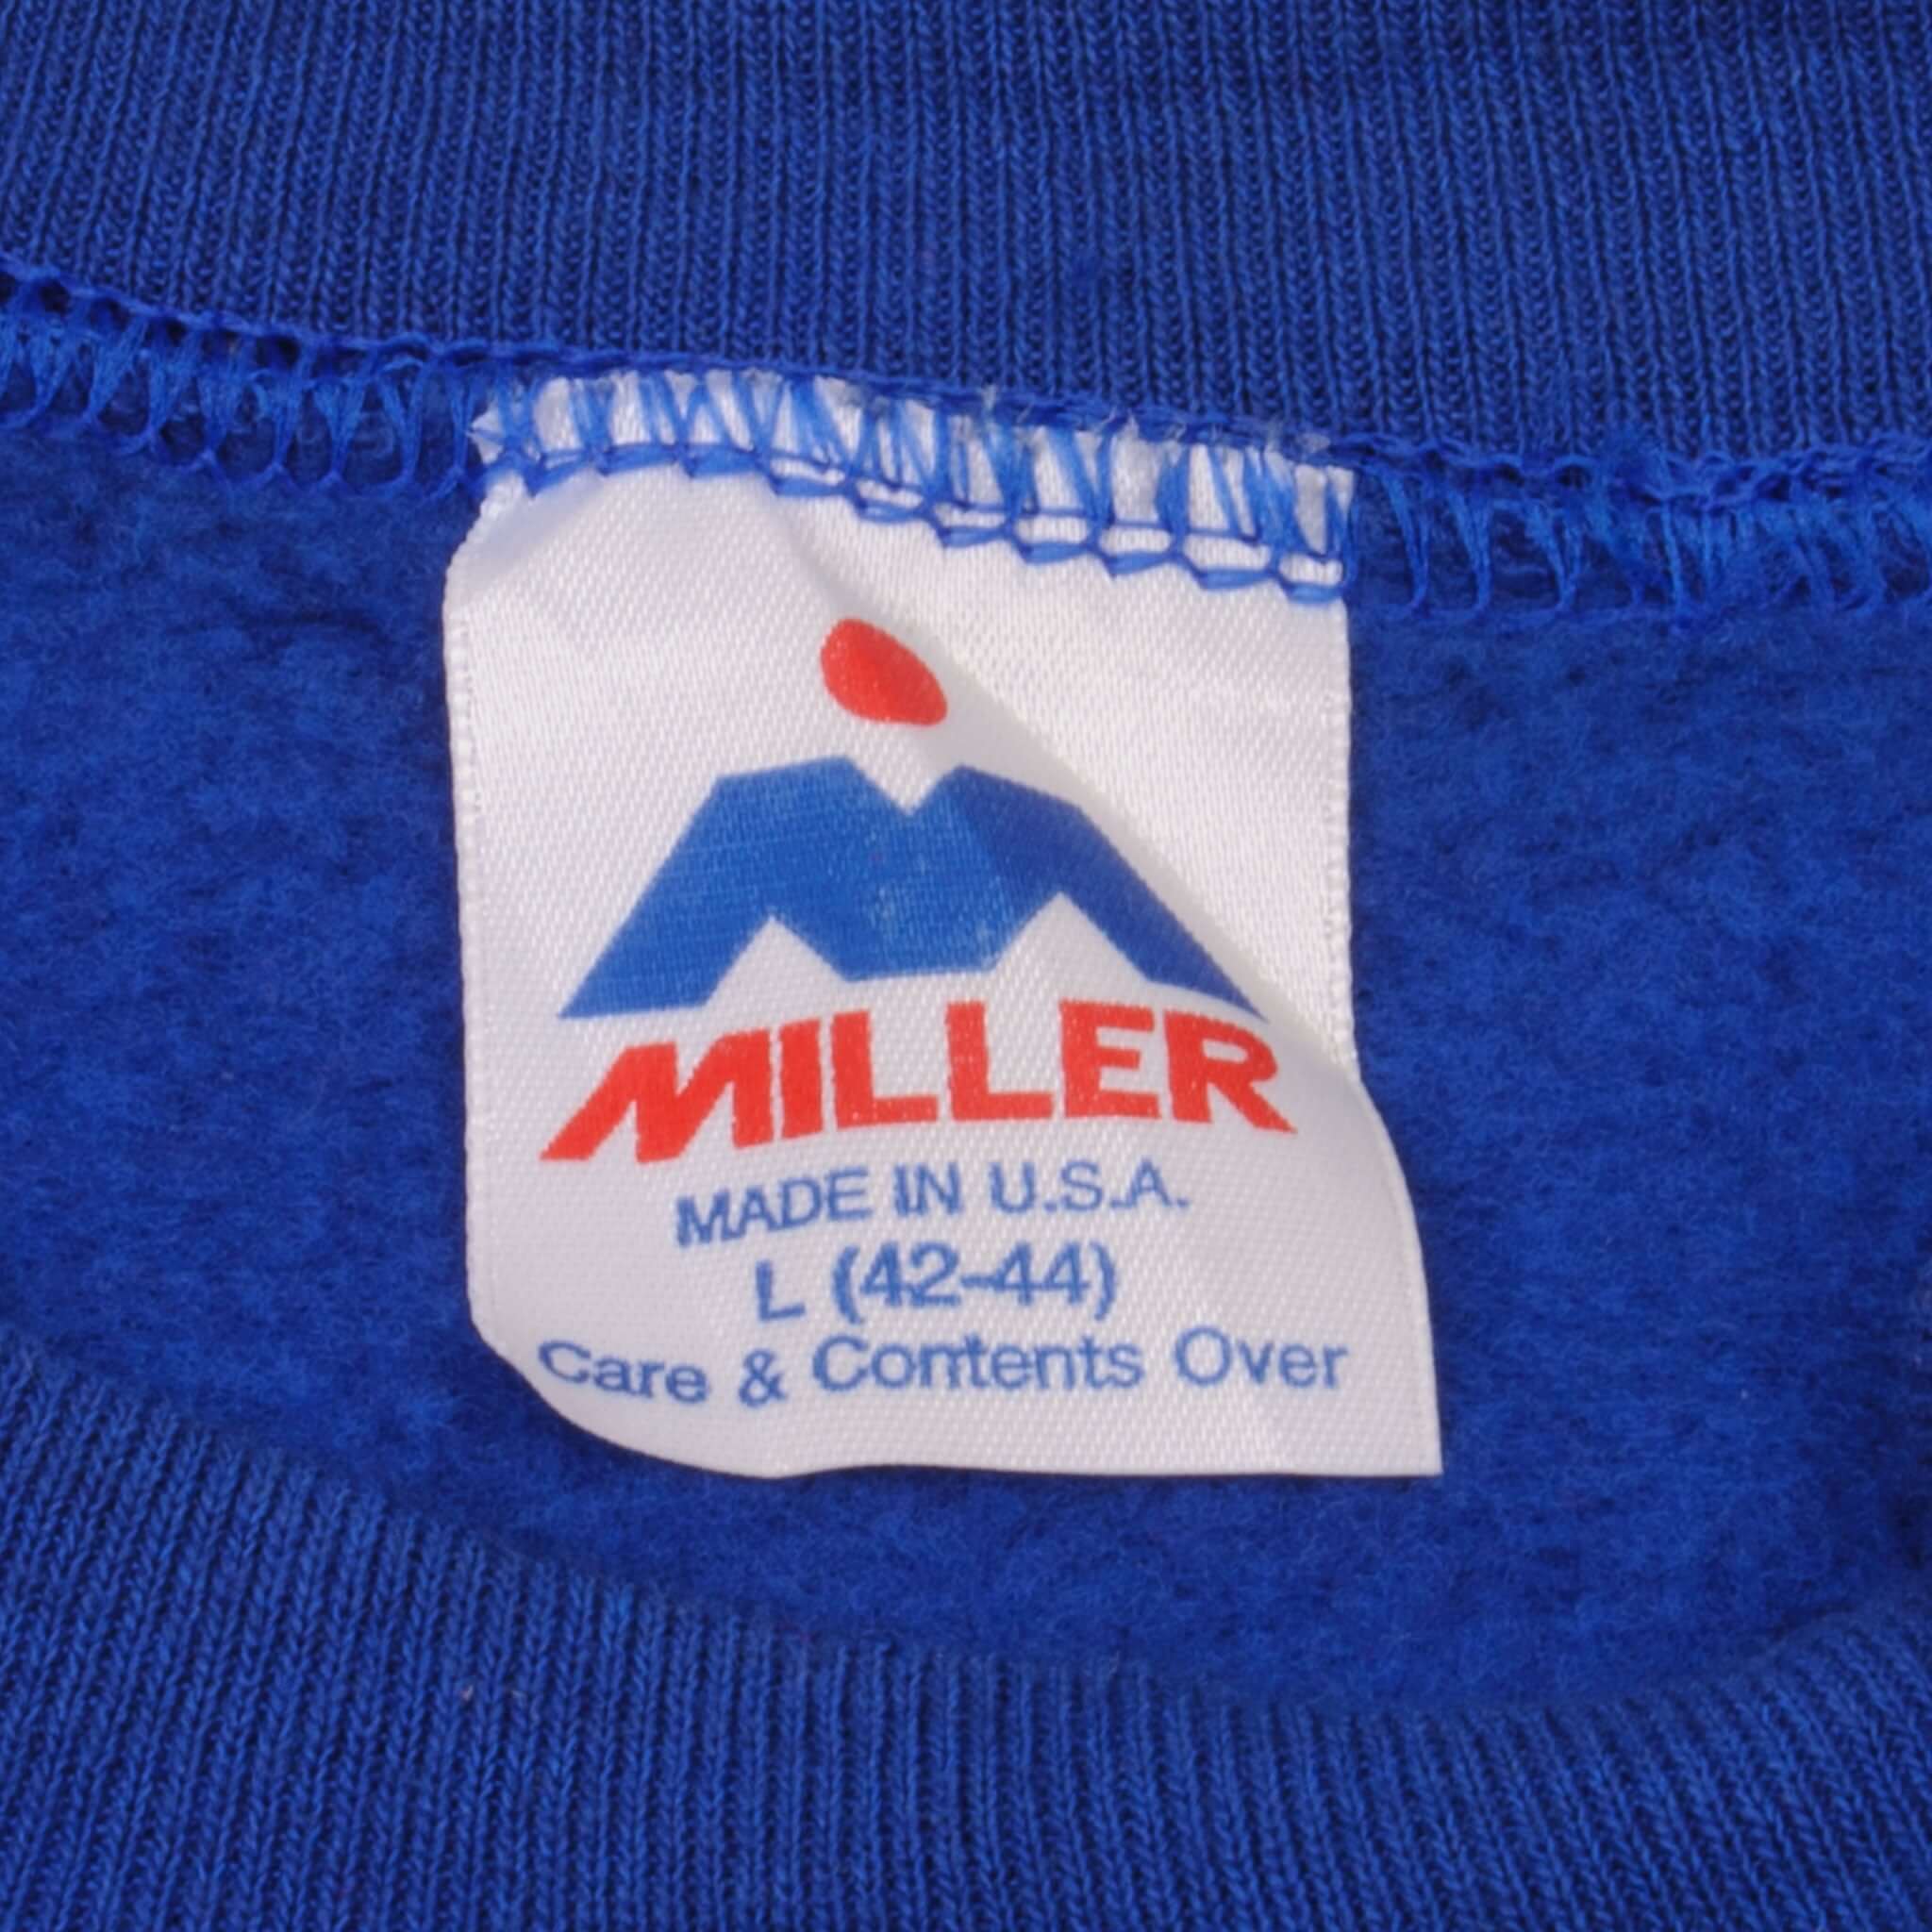 MILLER
MADE IN U.S.A.
L (42-44)
Care & Contents Over